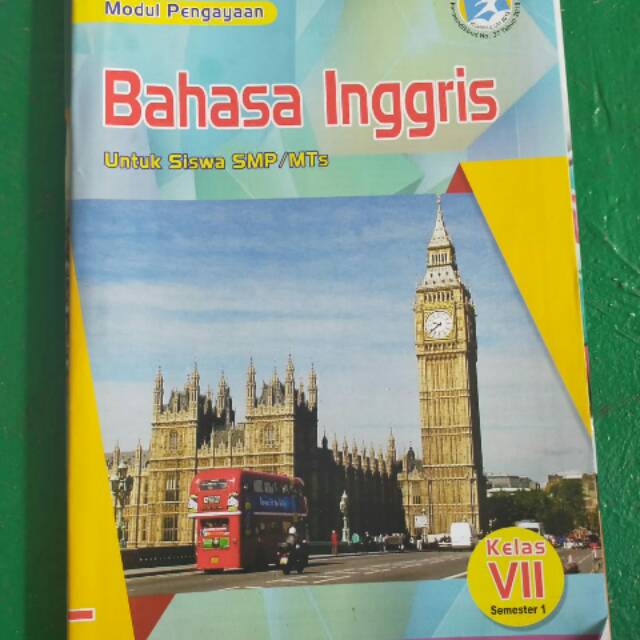 Modul Pengayaan
Bahasa Inggris
Untuk Siswa SMP/MTs
Kelas
VII
Semester 1